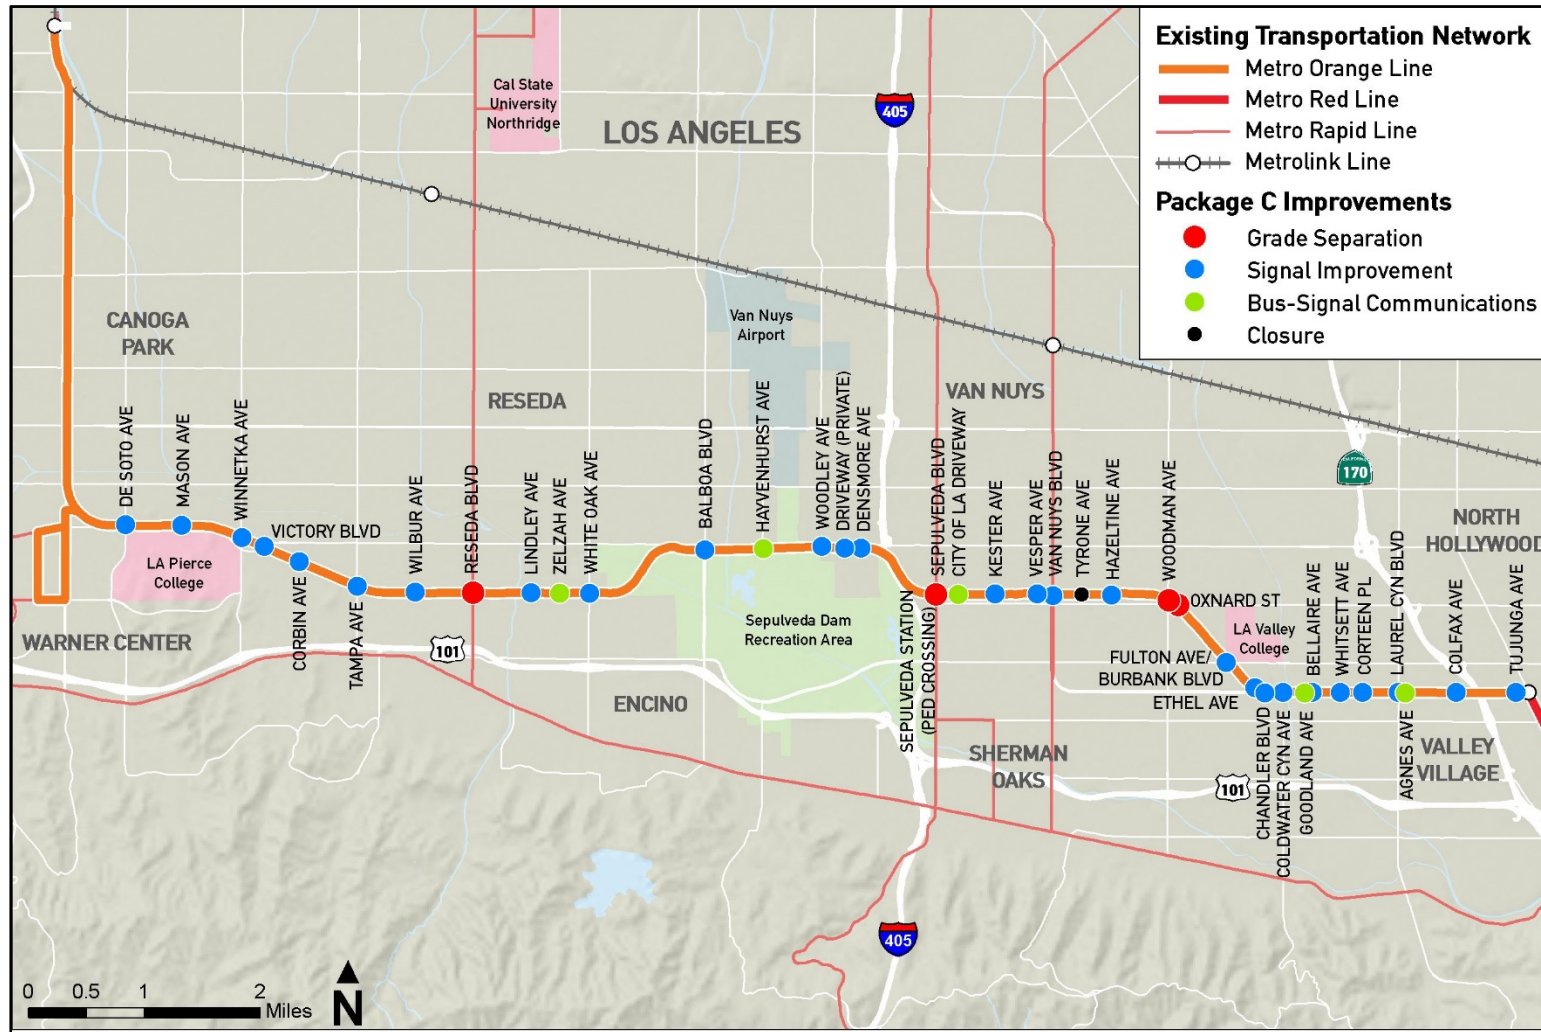 Existing Transportation Network
Metro Orange Line
Metro Red Line
Metro Rapid Line
Metrolink Line
Package C Improvements
Grade Separation
Signal Improvement
Bus-Signal Communications
Closure
Cal State
University
Northridge
LOS ANGELES
405
CANOGA
PARK
RESEDA
Van Nuys
Airport
VAN NUYS
CALIFORNIA
170
NORTH
HOLLYWOOD
DE SOTO AVE
MASON AVE
WINNETKA AVE
VICTORY BLVD
CORBIN AVE
TAMPA AVE
WILBUR AVE
RESEDA BLVD
LINDLEY AVE
ZELZAH AVE
WHITE OAK AVE
BALBOA BLVD
HAYVENHURST AVE
WOODLEY AVE
DRIVEWAY (PRIVATE)
DENSMORE AVE
SEPULVEDA BLVD
SEPULVEDA STATION
(PED CROSSING)
CITY OF LA DRIVEWAY
KESTER AVE
VESPER AVE
VAN NUYS BLVD
TYRONE AVE
HAZELTINE AVE
WOODMAN AVE
OXNARD ST
LA Valley
College
FULTON AVE/
BURBANK BLVD
ETHEL AVE
CHANDLER BLVD
COLDWATER CYN AVE
GOODLAND AVE
BELLAIRE AVE
WHITSETT AVE
CORTEEN PL
LAUREL CYN BLVD
AGNES AVE
COLFAX AVE
TUJUNGA AVE
LA Pierce
College
WARNER CENTER
101
Sepulveda Dam
Recreation Area
ENCINO
SHERMAN
OAKS
101
VALLEY
VILLAGE
405
0 0.5 1 2
Miles
N